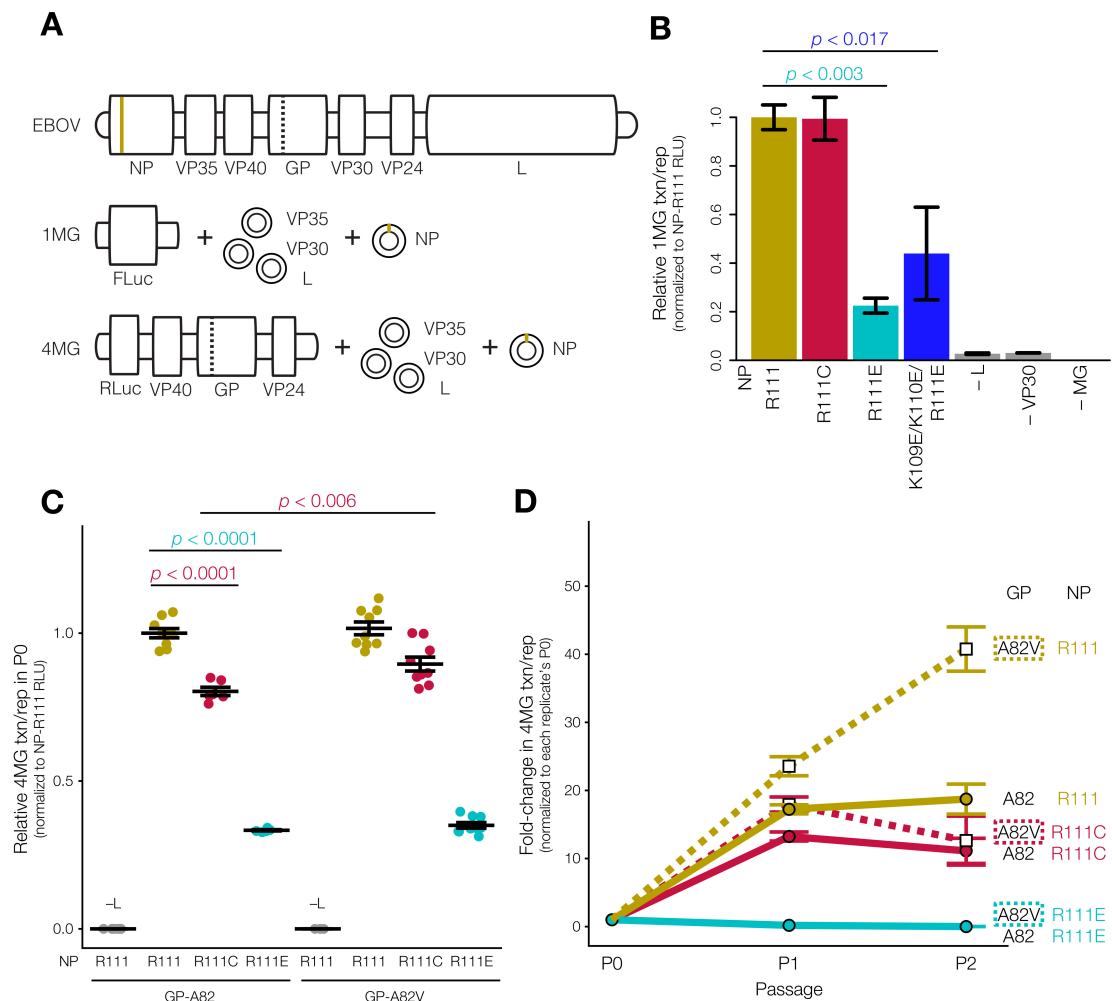 A
EBOV
NP VP35 VP40 GP VP30 VP24 L
1MG
FLuc
+
VP35
VP30
L
+
NP
4MG
RLuc VP40 GP VP24
+
VP35
VP30
L
+
NP
B
p < 0.017
p < 0.003
Relative 1MG txn/rep
(normalized to NP-R111 RLU)
1.0
0.8
0.6
0.4
0.2
0.0
NP
R111
R111C
R111E
K109E/K110E/
R111E
– L
– VP30
– MG
C
p < 0.006
p < 0.0001
p < 0.0001
Relative 4MG txn/rep in P0
(normalizd to NP-R111 RLU)
1.0
0.5
0.0
–L
–L
NP R111 R111 R111C R111E R111 R111 R111C R111E
GP-A82 GP-A82V
D
Fold-change in 4MG txn/rep
(normalized to each replicate's P0)
50
40
30
20
10
0
GP NP
A82V R111
A82 R111
A82V R111C
A82 R111C
A82V R111E
A82 R111E
P0 P1 P2
Passage